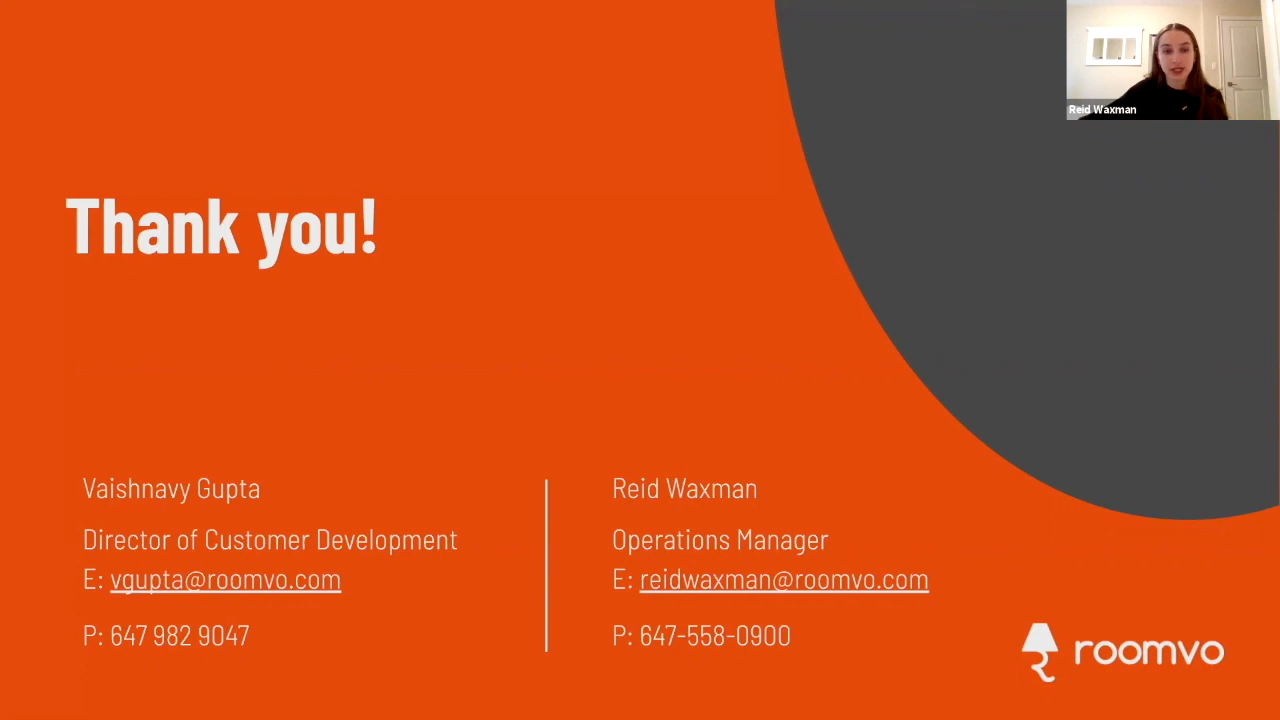 Reid Waxman
Thank you!
Vaishnavy Gupta
Director of Customer Development
E: vgupta@roomvo.com
P: 647 982 9047
Reid Waxman
Operations Manager
E: reidwaxman@roomvo.com
P: 647-558-0900
roomvo